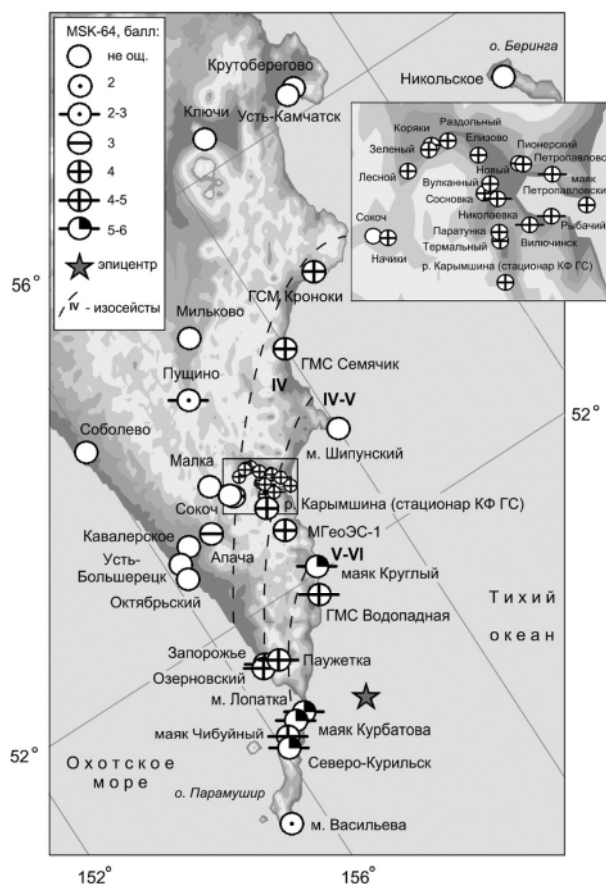 MSK-64, балл:
не ощ.
2
2-3
3
4
4-5
5-6
эпицентр
IV - изосейсты
о. Беринга
Крутоберегово
Никольское
Усть-Камчатск
Ключи
Раздольный
Коряки
Елизово
Зеленый
Пионерский
Новый
Петропавловск
Лесной
Вулканный
маяк
Петропавловский
Сосновка
Сокоч
Николаевка
Рыбачий
Паратунка
Вилючинск
Начики
Термальный
р. Карымшина (стационар КФ ГС)
56°
ГСМ Кроноки
Мильково
ГМС Семячик
Пущино
IV
IV-V
52°
Соболево
м. Шипунский
Малка
Сокоч
р. Карымшина (стационар КФ ГС)
Кавалерское
МГеоЭС-1
Апача
Усть-
Большерецк
V-VI
маяк Круглый
Октябрьский
ГМС Водопадная
Тихий
океан
Запорожье
Паужетка
Озерновский
м. Лопатка
маяк Курбатова
маяк Чибуйный
52°
Северо-Курильск
Охотское
море
о. Парамушир
м. Васильева
152°
156°